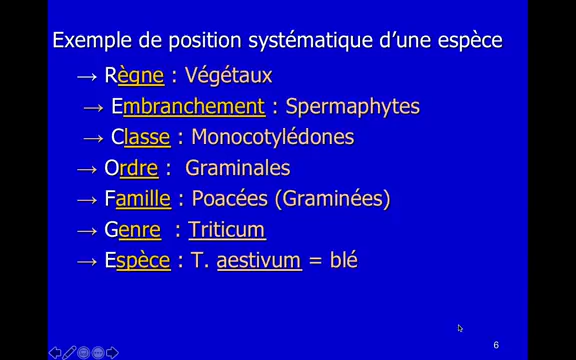 Exemple de position systématique d’une espèce
→ Règne : Végétaux
→ Embranchement : Spermaphytes
→ Classe : Monocotylédones
→ Ordre : Graminales
→ Famille : Poacées (Graminées)
→ Genre : Triticum
→ Espèce : T. aestivum = blé
6